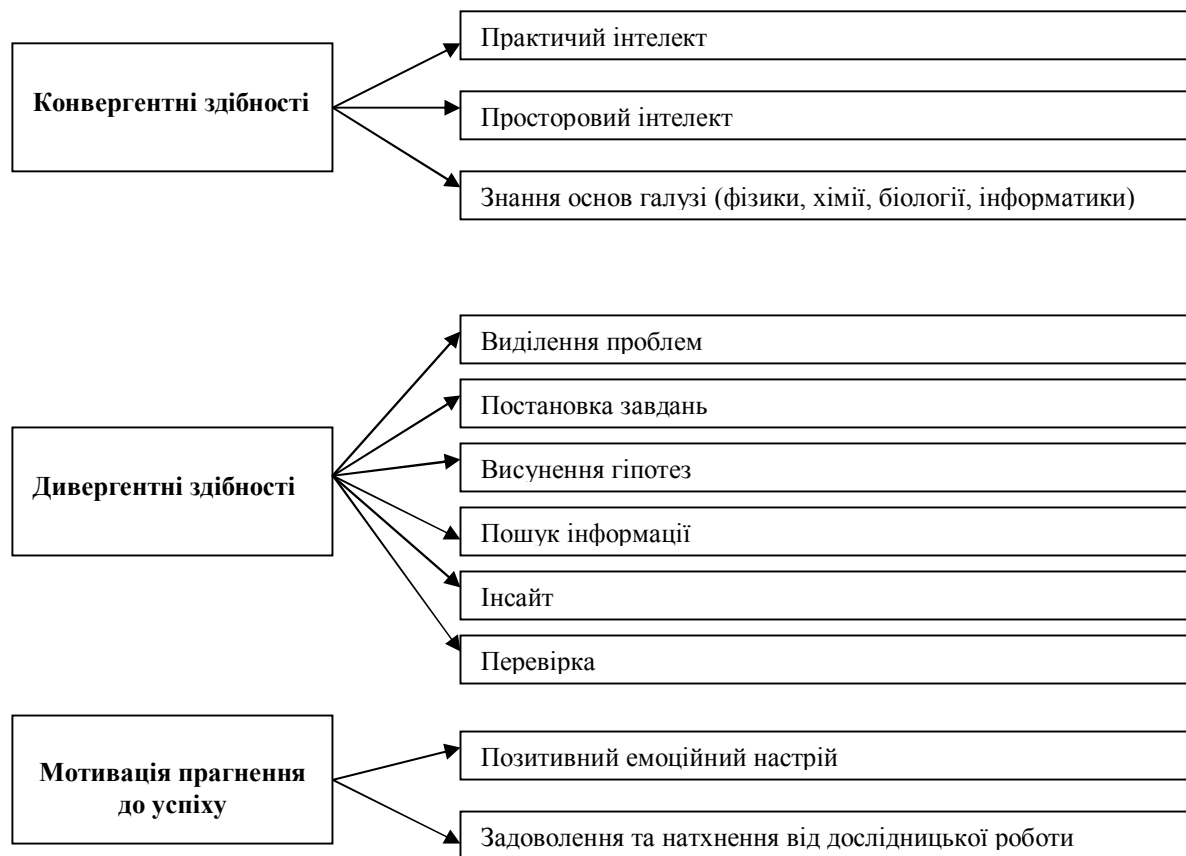 Конвергентні здібності
Практичий інтелект
Просторовий інтелект
Знання основ галузі (фізики, хімії, біології, інформатики)
Дивергентні здібності
Виділення проблем
Постановка завдань
Висунення гіпотез
Пошук інформації
Інсайт
Перевірка
Мотивація прагнення
до успіху
Позитивний емоційний настрій
Задоволення та натхнення від дослідницької роботи